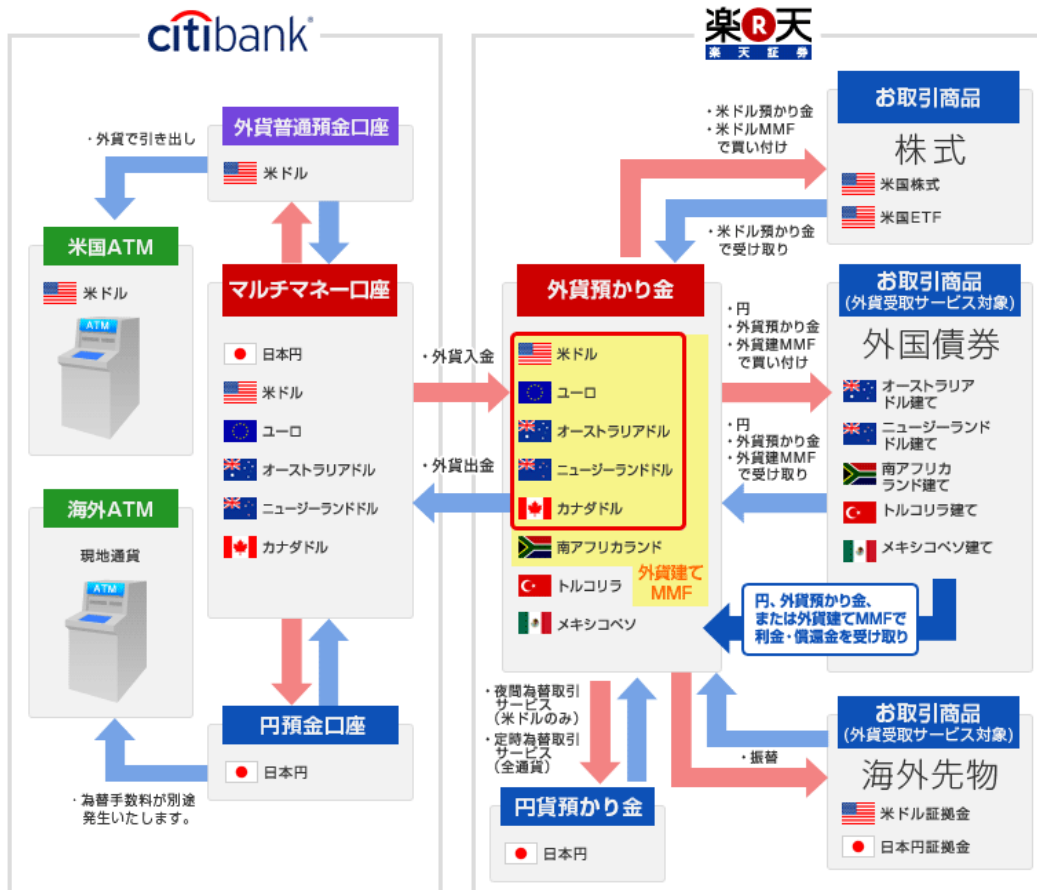 citibank
外貨普通預金口座
米ドル
・外貨で引き出し
米国ATM
米ドル
ATM
マルチマネー口座
日本円
米ドル
ユーロ
オーストラリアドル
ニュージーランドドル
カナダドル
海外ATM
現地通貨
ATM
円預金口座
日本円
・為替手数料が別途
発生いたします。
・外貨入金
・外貨出金
楽R天
楽天証券
・米ドル預かり金
・米ドルMMF
で買い付け
・米ドル預かり金
で受け取り
お取引商品
株式
米国株式
米国ETF
外貨預かり金
米ドル
ユーロ
オーストラリアドル
ニュージーランドドル
カナダドル
南アフリカランド
外貨建て
MMF
トルコリラ
メキシコペソ
・円
・外貨預かり金
・外貨建MMF
で買い付け
・円
・外貨預かり金
・外貨建MMF
で受け取り
お取引商品
(外貨受取サービス対象)
外国債券
オーストラリア
ドル建て
ニュージーランド
ドル建て
南アフリカ
ランド建て
トルコリラ建て
メキシコペソ建て
円、外貨預かり金、
または外貨建てMMFで
利金・償還金を受け取り
・夜間為替取引
サービス
(米ドルのみ)
・定時為替取引
サービス
(全通貨)
・振替
円貨預かり金
日本円
お取引商品
(外貨受取サービス対象)
海外先物
米ドル証拠金
日本円証拠金